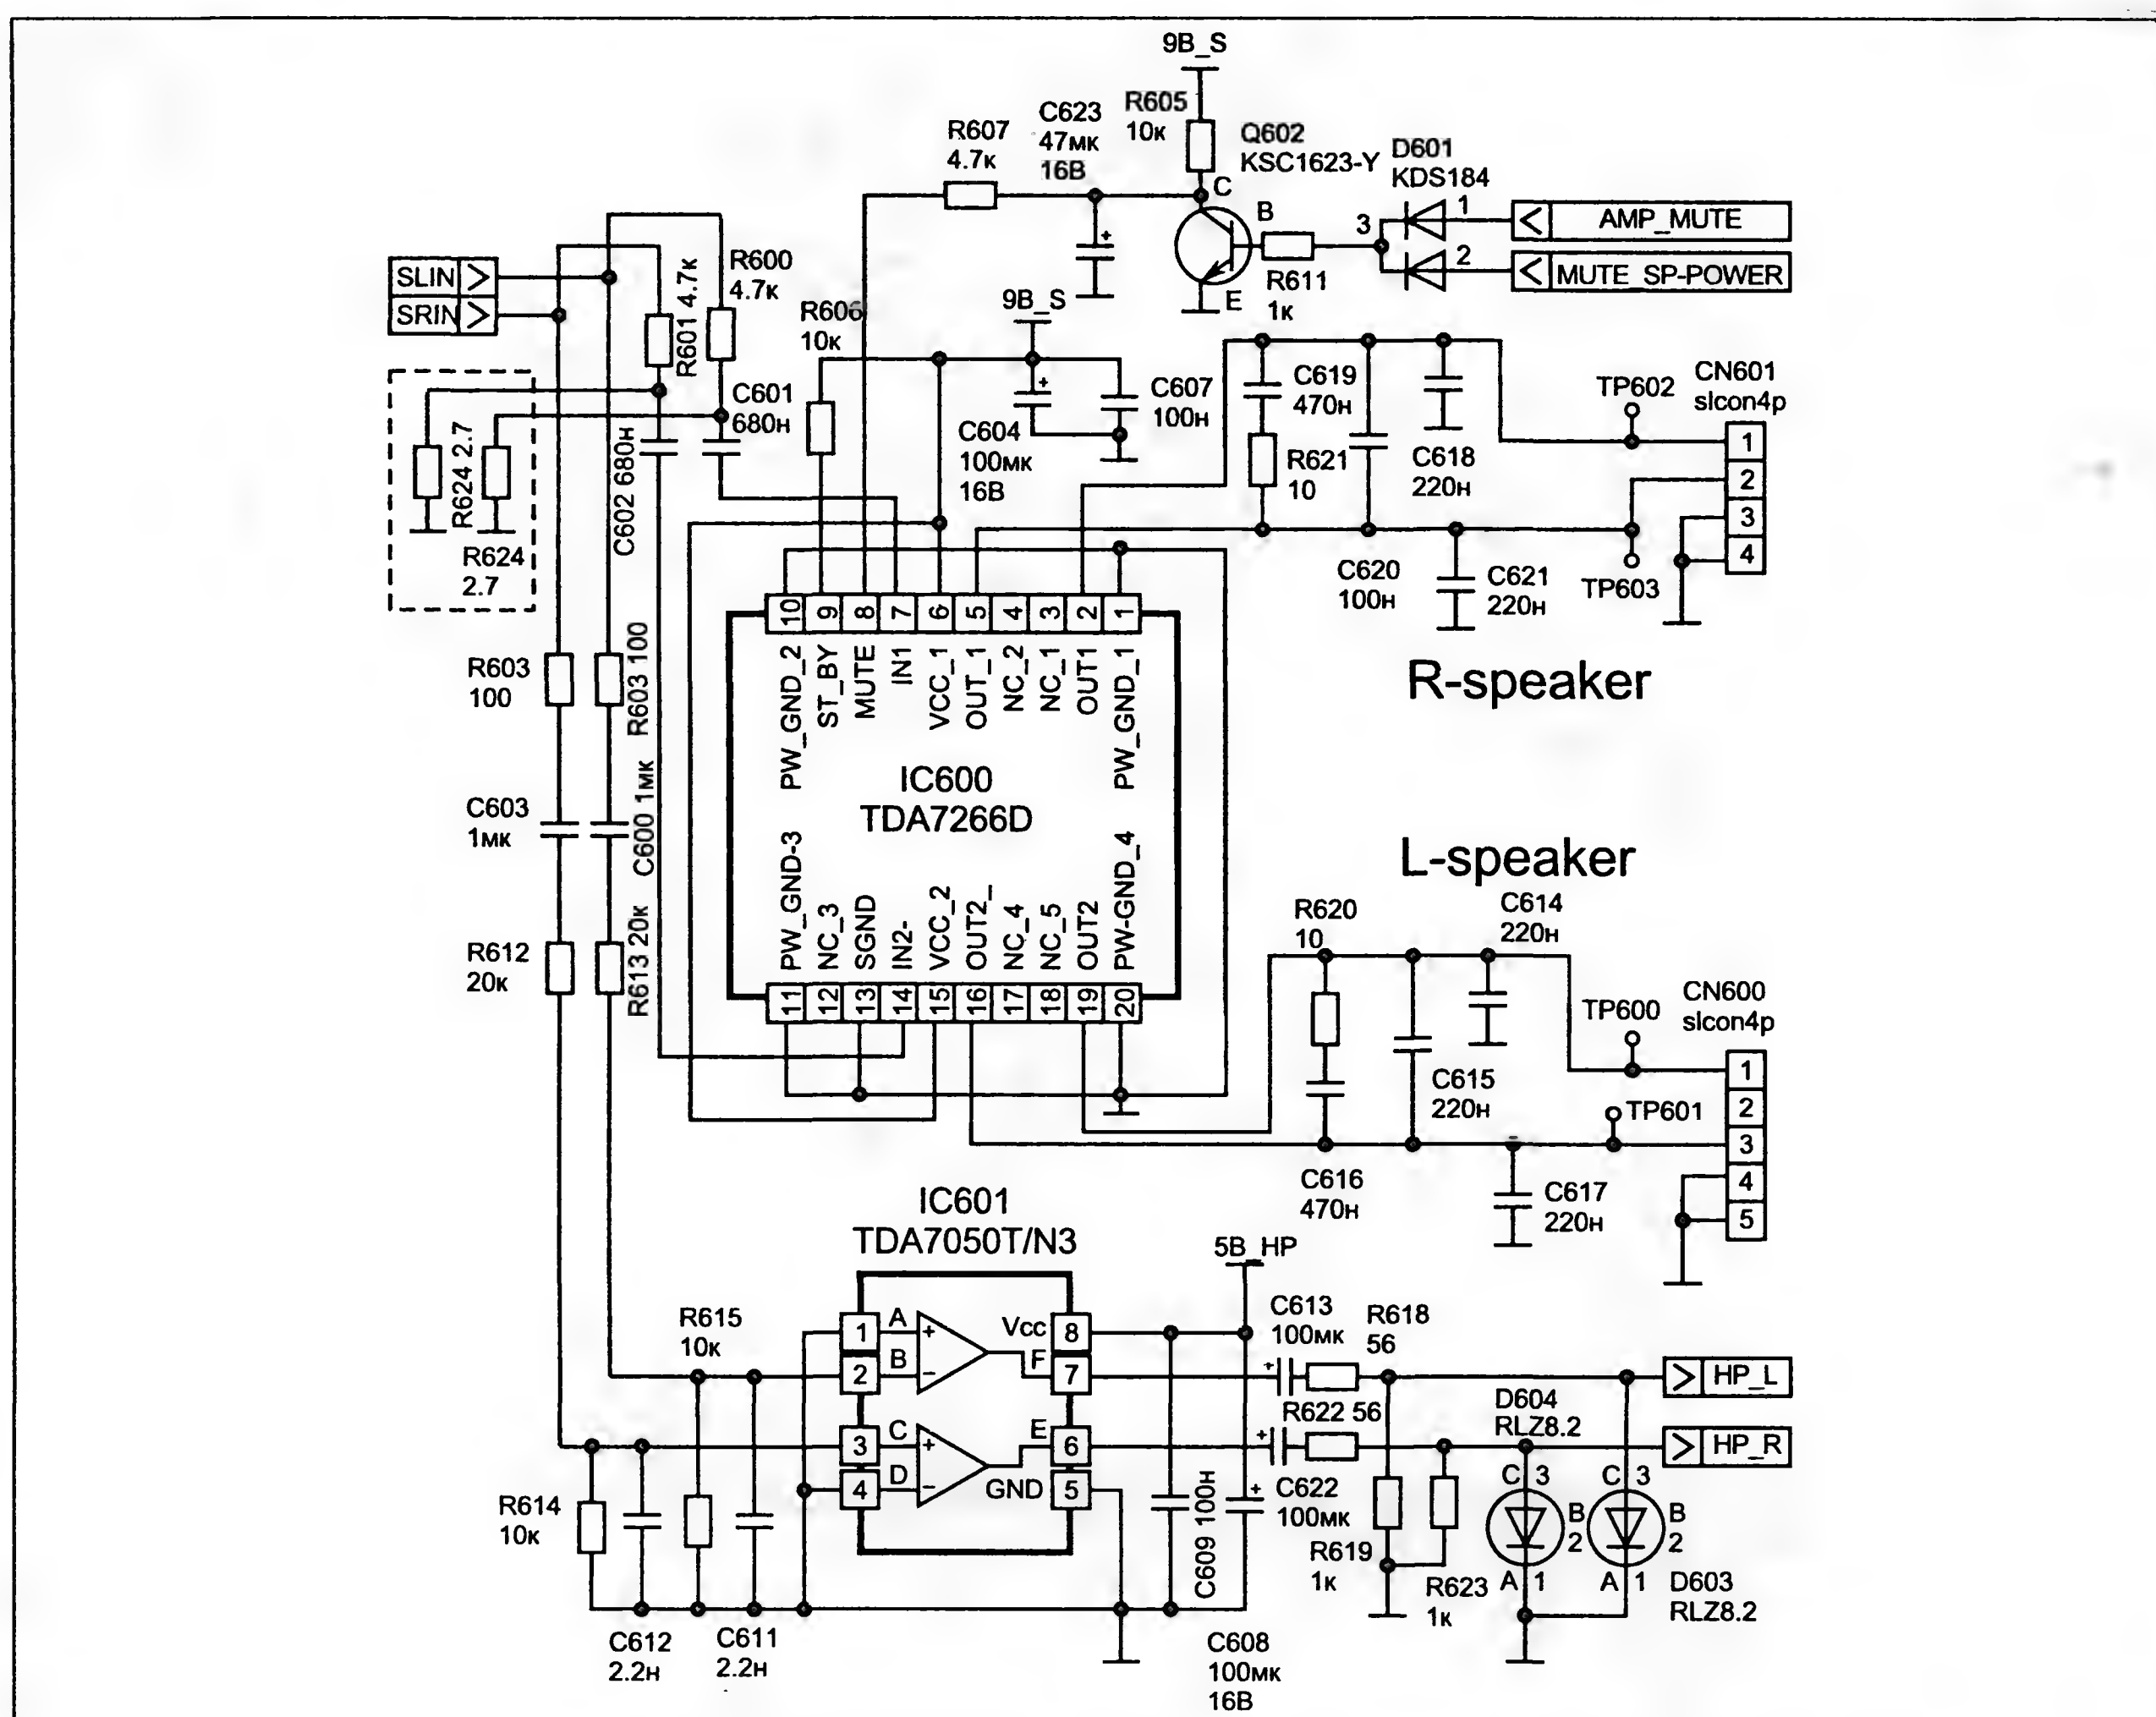 9В_S
R605
10к
C623
47мк
16В
R607
4.7к
Q602
KSC1623-Y
D601
KDS184
C
B
E
3
1
2
AMP_MUTE
MUTE_SP-POWER
R611
1к
SLIN
SRIN
R601 4.7к
R600
4.7к
R606
10к
9В_S
C601
680н
C602 680н
R624 2.7
R624
2.7
C604
100мк
16В
C607
100н
C619
470н
R621
10
C618
220н
TP602
CN601
slcon4p
1
2
3
4
C620
100н
C621
220н
TP603
R-speaker
10
9
8
7
6
5
4
3
2
1
PW_GND_2
ST_BY
MUTE
IN1
VCC_1
OUT_1
NC_2
NC_1
OUT1
PW_GND_1
IC600
TDA7266D
R603
100
R603 100
C603
1мк
C600 1мк
R612
20к
R613 20к
PW_GND-3
NC_3
SGND
IN2-
VCC_2
OUT2_
NC_4
NC_5
OUT2
PW-GND_4
11
12
13
14
15
16
17
18
19
20
L-speaker
R620
10
C614
220н
C615
220н
TP600
CN600
slcon4p
TP601
1
2
3
4
5
C616
470н
C617
220н
IC601
TDA7050T/N3
5В_HP
R615
10к
1
A
+
Vcc
8
2
B
−
F
7
3
C
+
E
6
4
D
−
GND
5
C613
100мк
R618
56
HP_L
R622 56
D604
RLZ8.2
HP_R
C622
100мк
C609 100н
R614
10к
R619
1к
R623
1к
C
3
B
2
A
1
C
3
B
2
A
1
D603
RLZ8.2
C612
2.2н
C611
2.2н
C608
100мк
16В